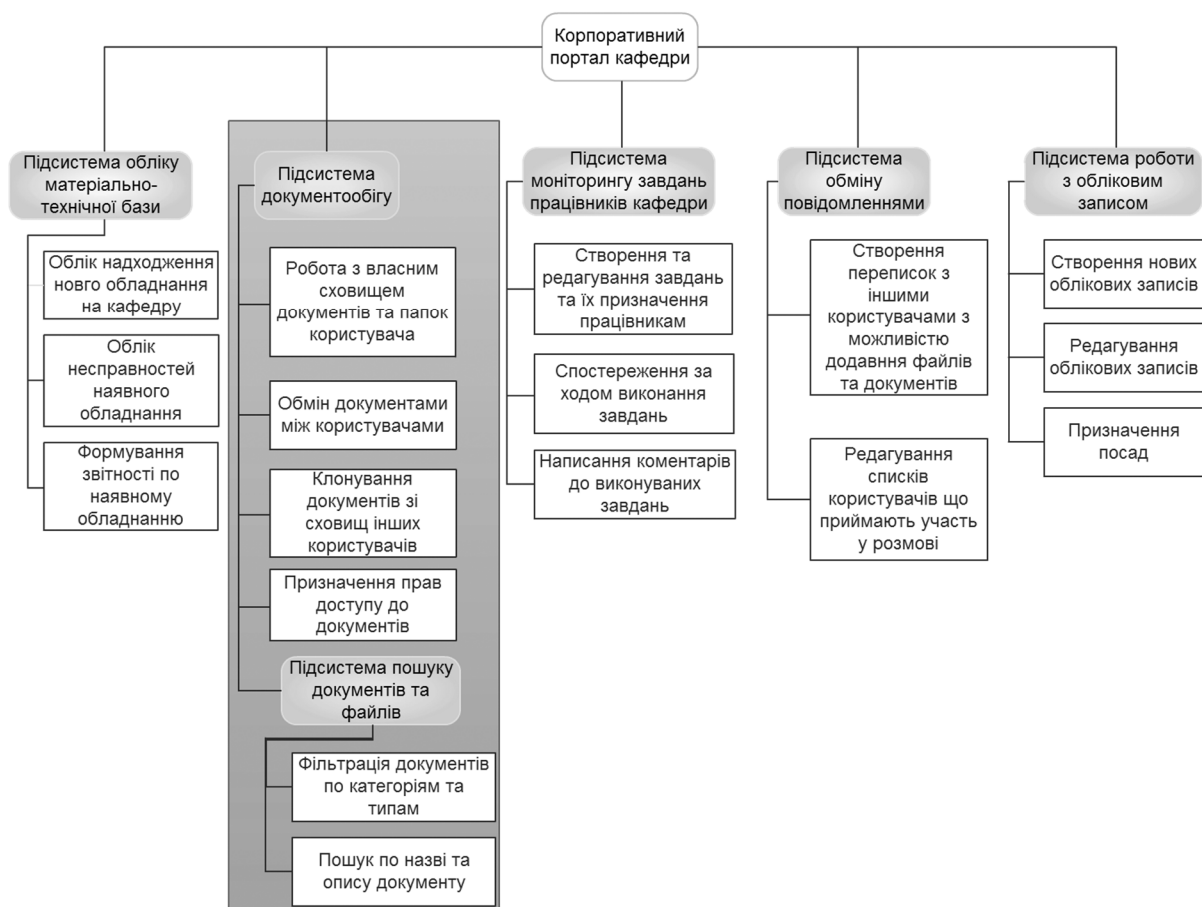 Корпоративний
портал кафедри
Підсистема обліку
матеріально-
технічної бази
Облік надходження
новго обладнання
на кафедру
Облік
несправностей
наявного
обладнання
Формування
звітності по
наявному
обладнанню
Підсистема
документообігу
Робота з власним
сховищем
документів та папок
користувача
Обмін документами
між користувачами
Клонування
документів зі
сховищ інших
користувачів
Призначення прав
доступу до
документів
Підсистема пошуку
документів та
файлів
Фільтрація документів
по категоріям та
типам
Пошук по назві та
опису документу
Підсистема
моніторингу завдань
працівників кафедри
Створення та
редагування завдань
та їх призначення
працівникам
Спостереження за
ходом виконання
завдань
Написання коментарів
до виконуваних
завдань
Підсистема
обміну
повідомленнями
Створення
переписок з
іншими
користувачами з
можливістю
додавння файлів
та документів
Редагування
списків
користувачів що
приймають участь
у розмові
Підсистема роботи
з обліковим
записом
Створення нових
облікових записів
Редагування
облікових записів
Призначення
посад